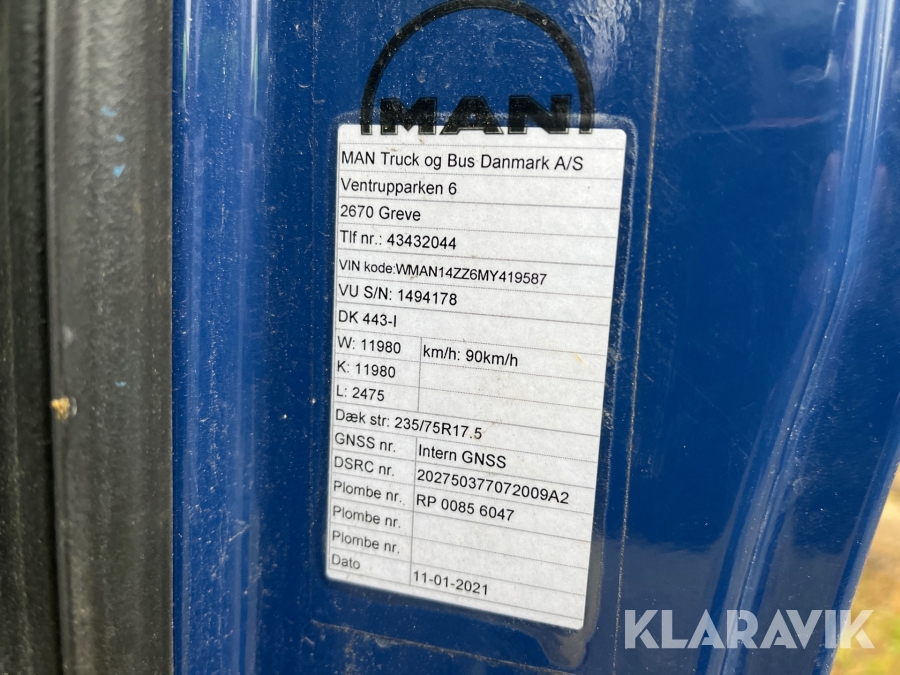 MAN
MAN Truck og Bus Danmark A/S
Ventrupparken 6
2670 Greve
Tlf nr.: 43432044
VIN kode:WMAN14ZZ6MY419587
VU S/N: 1494178
DK 443-I
W: 11980 km/h: 90km/h
K: 11980
L: 2475
Dæk str: 235/75R17.5
GNSS nr. Intern GNSS
DSRC nr. 202750377072009A2
Plombe nr. RP 0085 6047
Plombe nr.
Plombe nr.
Dato 11-01-2021
KLARAVIK